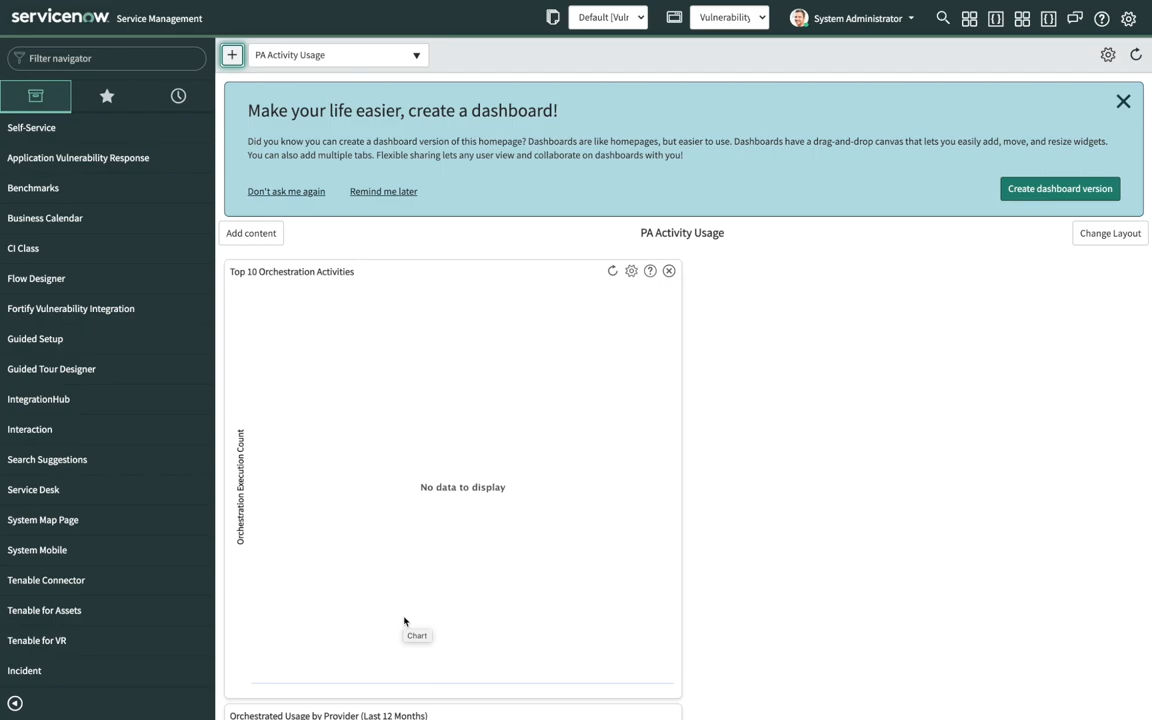 servicenow. Service Management
Default [Vulr
Vulnerability
System Administrator
Filter navigator
PA Activity Usage
Self-Service
Application Vulnerability Response
Benchmarks
Business Calendar
CI Class
Flow Designer
Fortify Vulnerability Integration
Guided Setup
Guided Tour Designer
IntegrationHub
Interaction
Search Suggestions
Service Desk
System Map Page
System Mobile
Tenable Connector
Tenable for Assets
Tenable for VR
Incident
Make your life easier, create a dashboard!
Did you know you can create a dashboard version of this homepage? Dashboards are like homepages, but easier to use. Dashboards have a drag-and-drop canvas that lets you easily add, move, and resize widgets.
You can also add multiple tabs. Flexible sharing lets any user view and collaborate on dashboards with you!
Don't ask me again
Remind me later
Create dashboard version
Add content
PA Activity Usage
Change Layout
Top 10 Orchestration Activities
Orchestration Execution Count
No data to display
Chart
Orchestrated Usage by Provider (Last 12 Months)